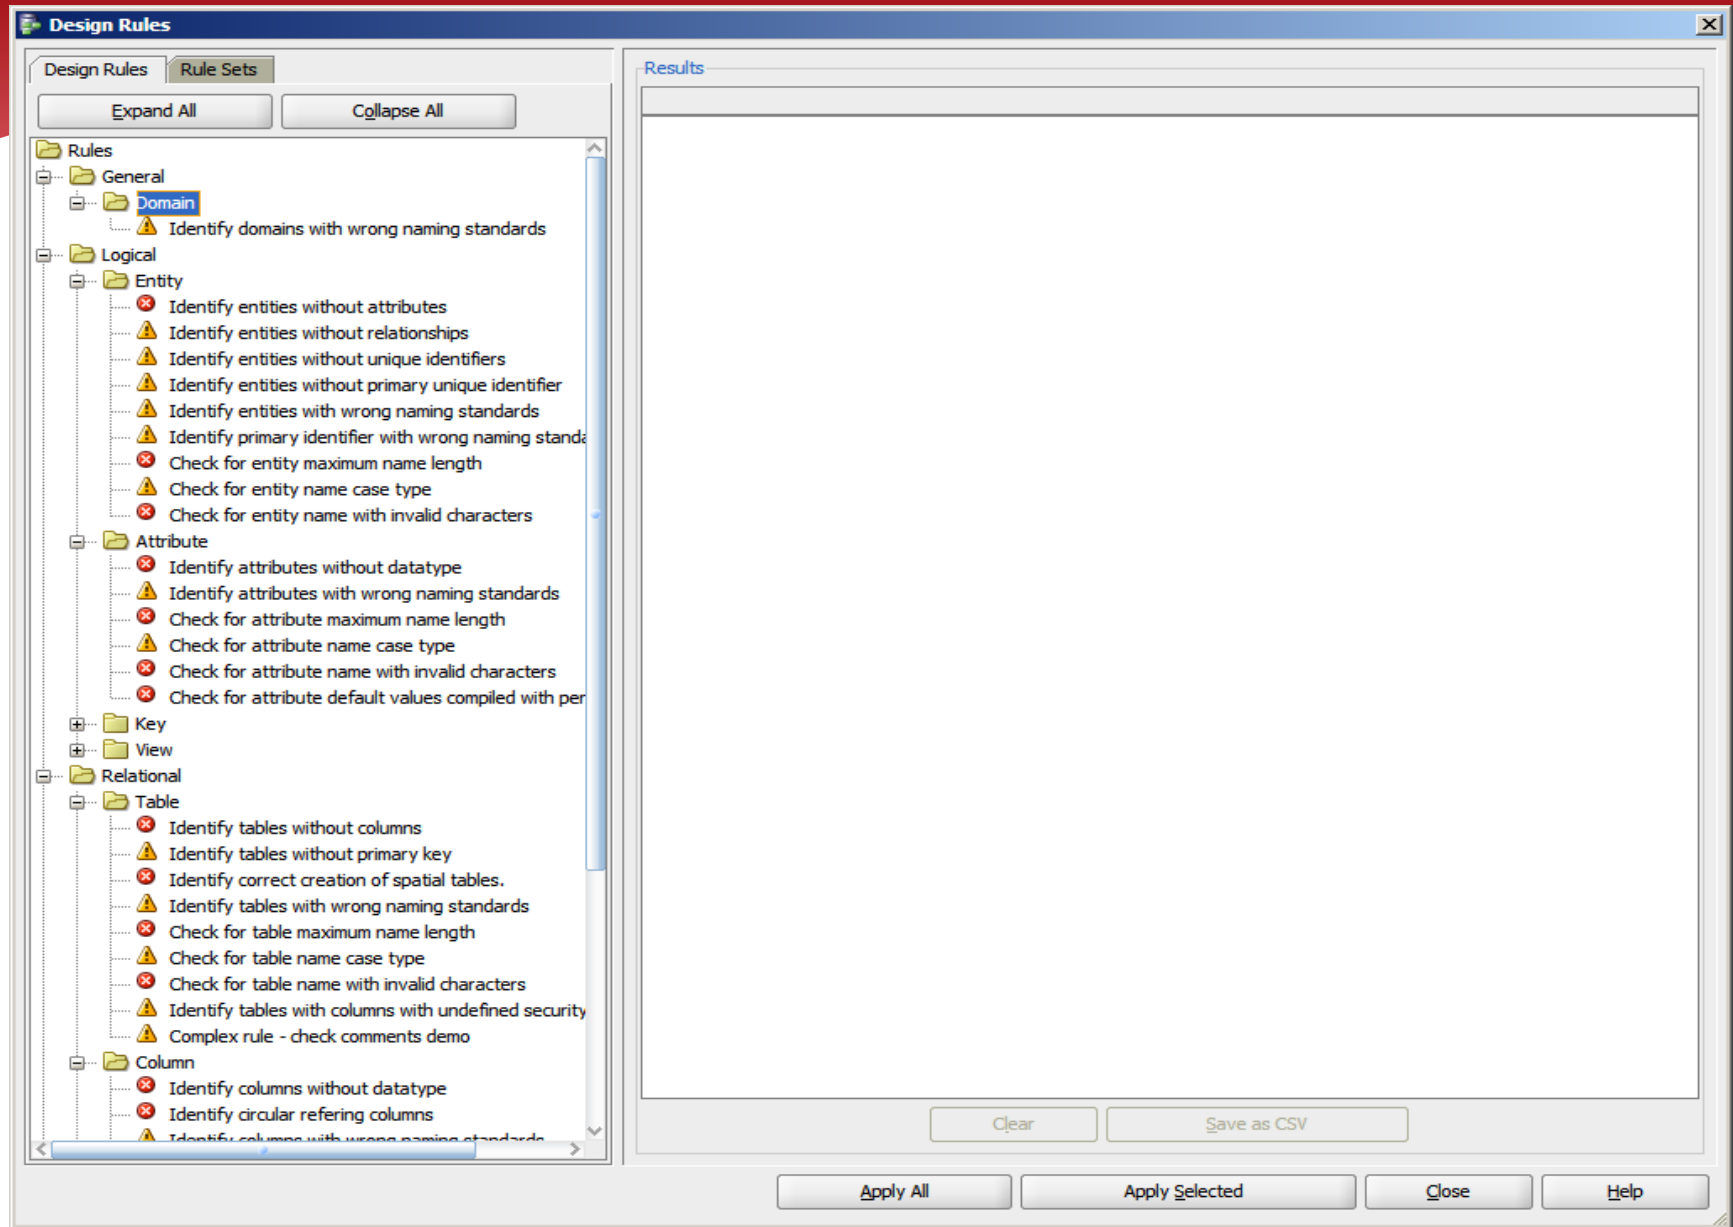 Design Rules
Design Rules
Rule Sets
Expand All
Collapse All
Rules
General
Domain
Identify domains with wrong naming standards
Logical
Entity
Identify entities without attributes
Identify entities without relationships
Identify entities without unique identifiers
Identify entities without primary unique identifier
Identify entities with wrong naming standards
Identify primary identifier with wrong naming standa
Check for entity maximum name length
Check for entity name case type
Check for entity name with invalid characters
Attribute
Identify attributes without datatype
Identify attributes with wrong naming standards
Check for attribute maximum name length
Check for attribute name case type
Check for attribute name with invalid characters
Check for attribute default values compiled with per
Key
View
Relational
Table
Identify tables without columns
Identify tables without primary key
Identify correct creation of spatial tables.
Identify tables with wrong naming standards
Check for table maximum name length
Check for table name case type
Check for table name with invalid characters
Identify tables with columns with undefined security
Complex rule - check comments demo
Column
Identify columns without datatype
Identify circular refering columns
Identify columns with wrong naming standards
Results
Clear
Save as CSV
Apply All
Apply Selected
Close
Help